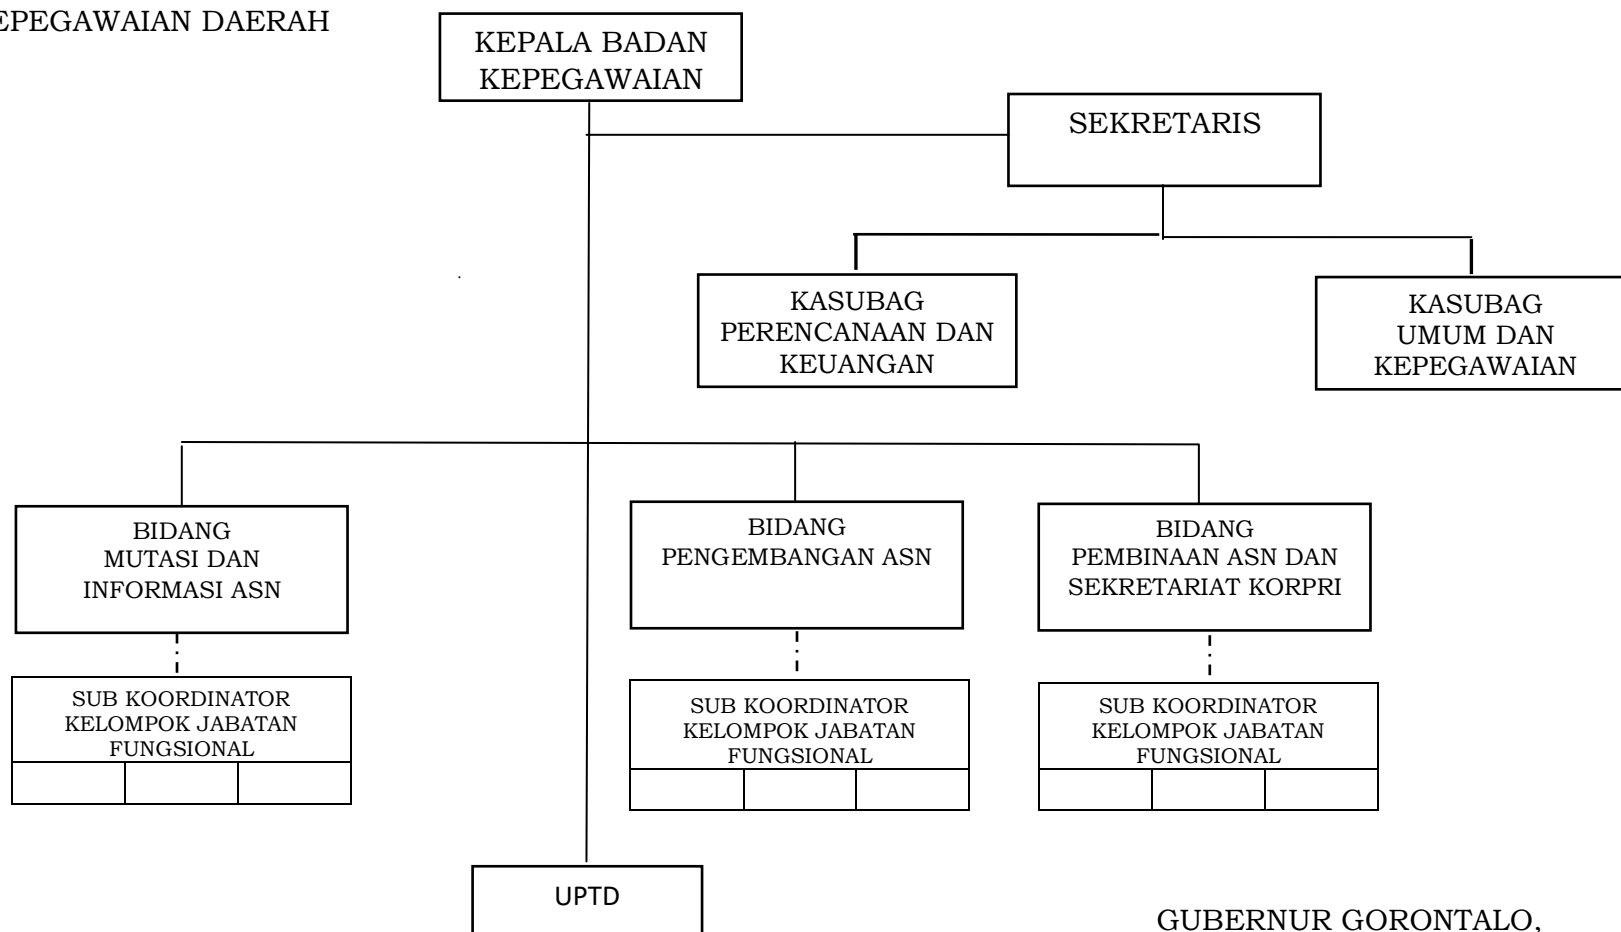 EPEGAWAIAN DAERAH
KEPALA BADAN
KEPEGAWAIAN
SEKRETARIS
KASUBAG
PERENCANAAN DAN
KEUANGAN
KASUBAG
UMUM DAN
KEPEGAWAIAN
BIDANG
MUTASI DAN
INFORMASI ASN
BIDANG
PENGEMBANGAN ASN
BIDANG
PEMBINAAN ASN DAN
SEKRETARIAT KORPRI
SUB KOORDINATOR
KELOMPOK JABATAN
FUNGSIONAL
SUB KOORDINATOR
KELOMPOK JABATAN
FUNGSIONAL
SUB KOORDINATOR
KELOMPOK JABATAN
FUNGSIONAL
UPTD
GUBERNUR GORONTALO,